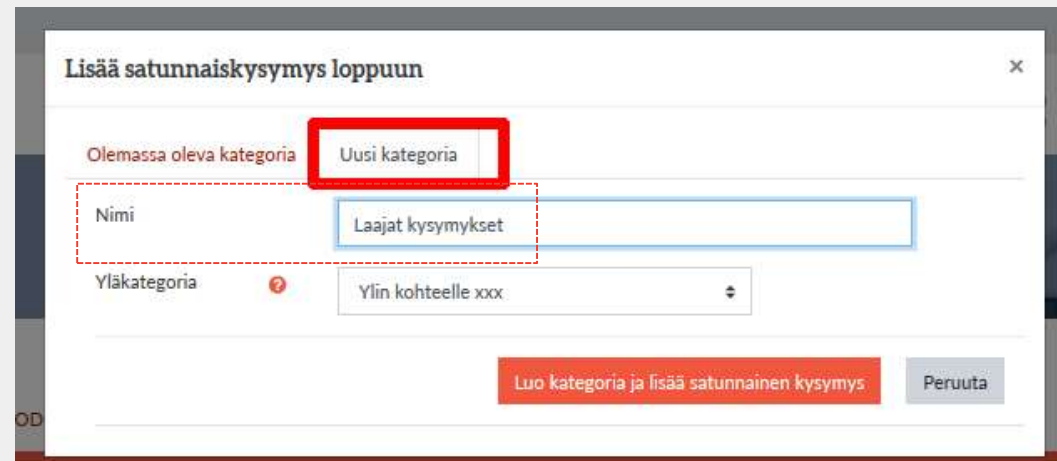 Lisää satunnaiskysymys loppuun
×
Olemassa oleva kategoria Uusi kategoria
Nimi Laajat kysymykset
Yläkategoria ? Ylin kohteelle xxx
Luo kategoria ja lisää satunnainen kysymys Peruuta
OD